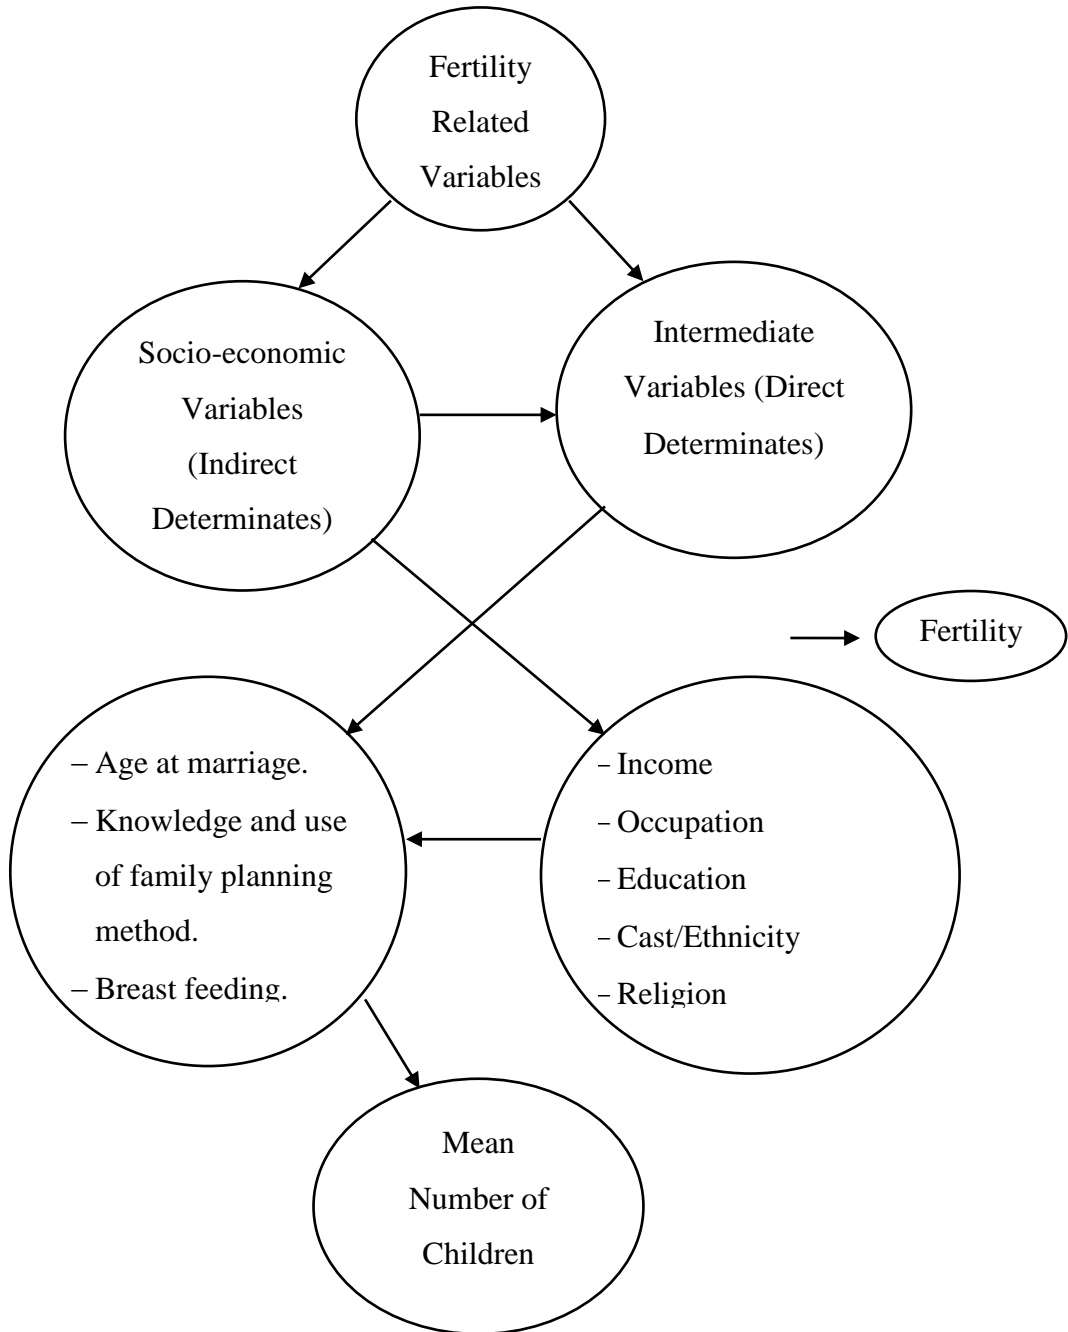 Fertility
Related
Variables
Socio-economic
Variables
(Indirect
Determinates)
Intermediate
Variables (Direct
Determinates)
Fertility
– Age at marriage.
– Knowledge and use
of family planning
method.
– Breast feeding.
– Income
– Occupation
– Education
– Cast/Ethnicity
– Religion
Mean
Number of
Children